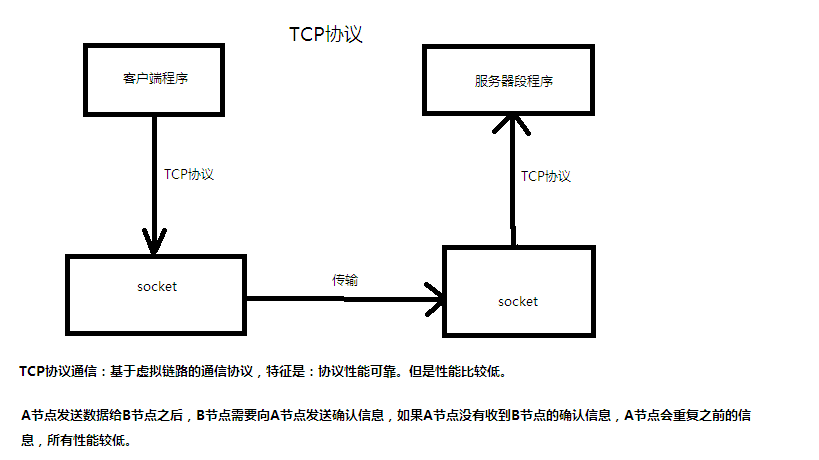 TCP协议
客户端程序
服务器段程序
TCP协议
TCP协议
socket
传输
socket
TCP协议通信：基于虚拟链路的通信协议，特征是：协议性能可靠。但是性能比较低。
A节点发送数据给B节点之后，B节点需要向A节点发送确认信息，如果A节点没有收到B节点的确认信息，A节点会重复之前的信
息，所有性能较低。